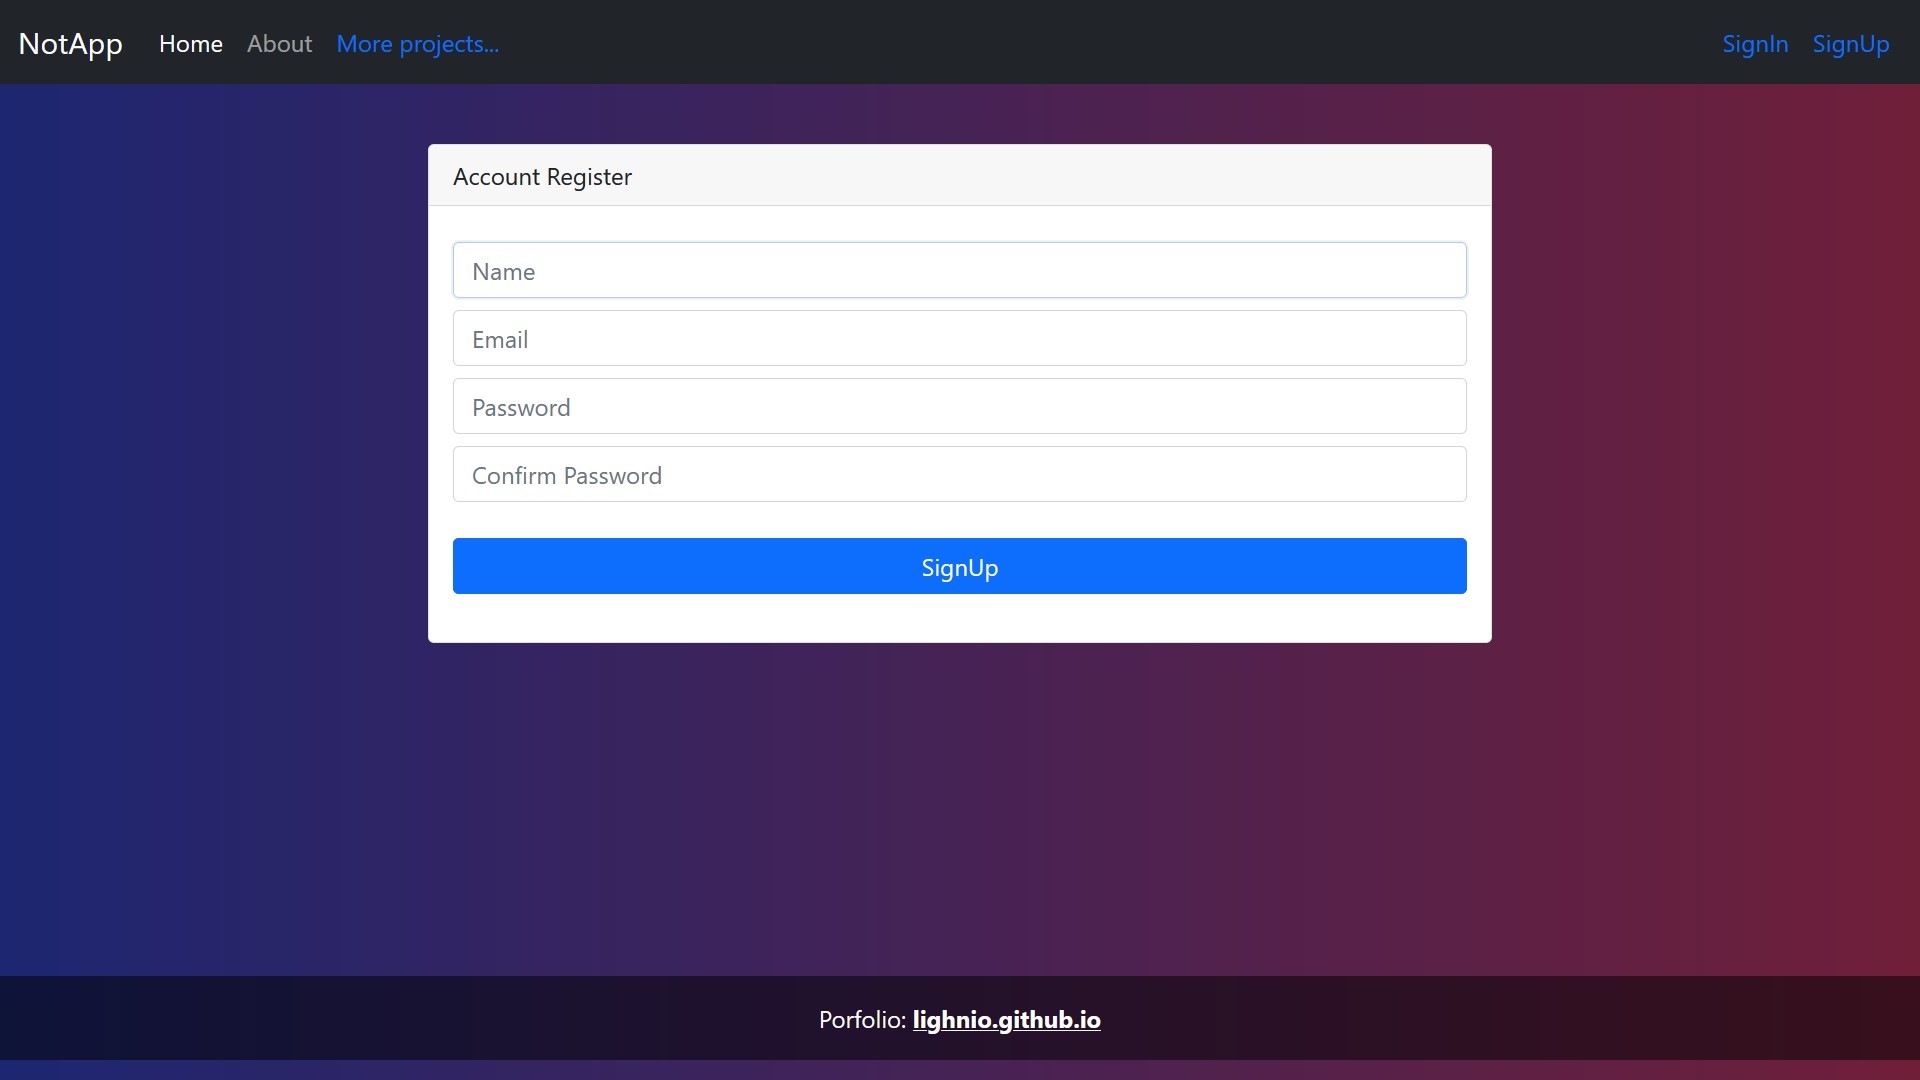 NotApp Home About More projects... SignIn SignUp
Account Register
Name
Email
Password
Confirm Password
SignUp
Porfolio: lighnio.github.io